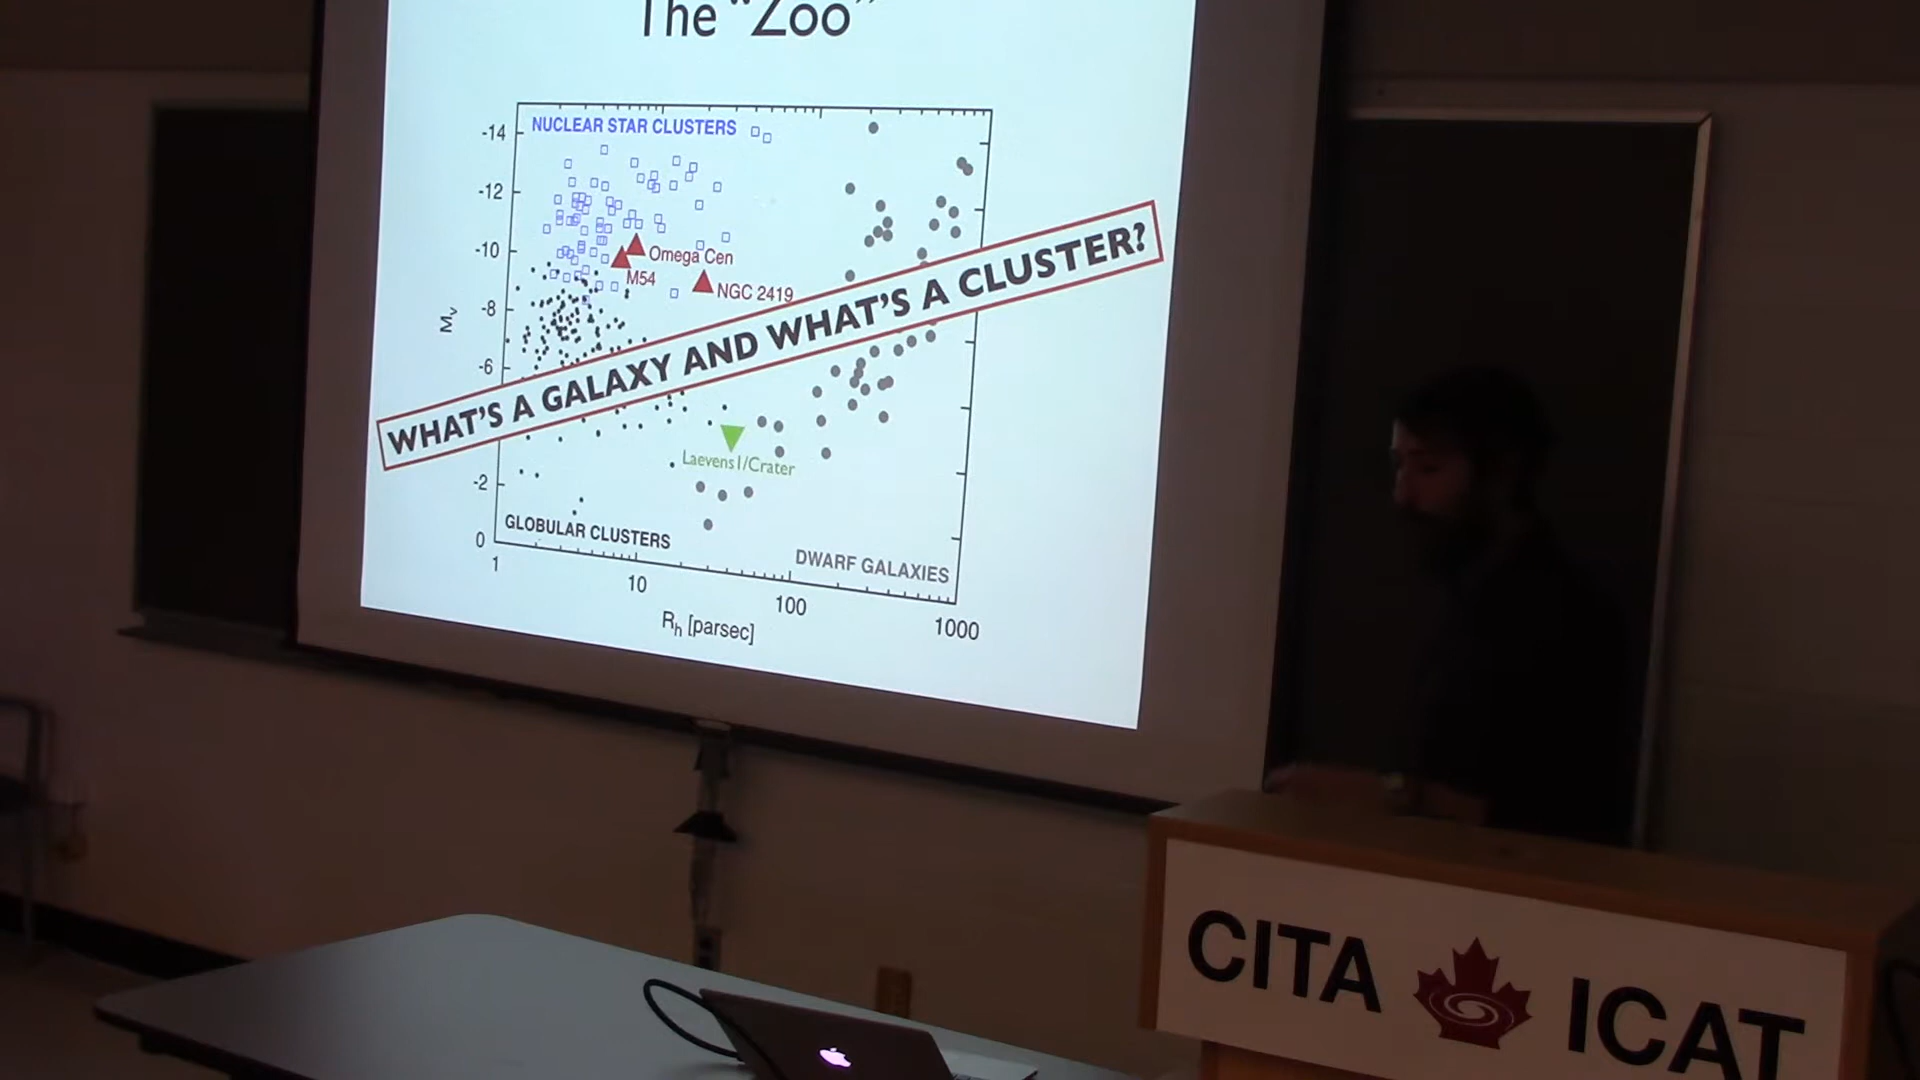 The "Zoo"
-14
-12
-10
-8
-6
-2
0
Mv
NUCLEAR STAR CLUSTERS
Omega Cen
M54
NGC 2419
WHAT'S A GALAXY AND WHAT'S A CLUSTER?
Laevens1/Crater
GLOBULAR CLUSTERS
DWARF GALAXIES
1
10
100
1000
Rh [parsec]
CITA ICAT